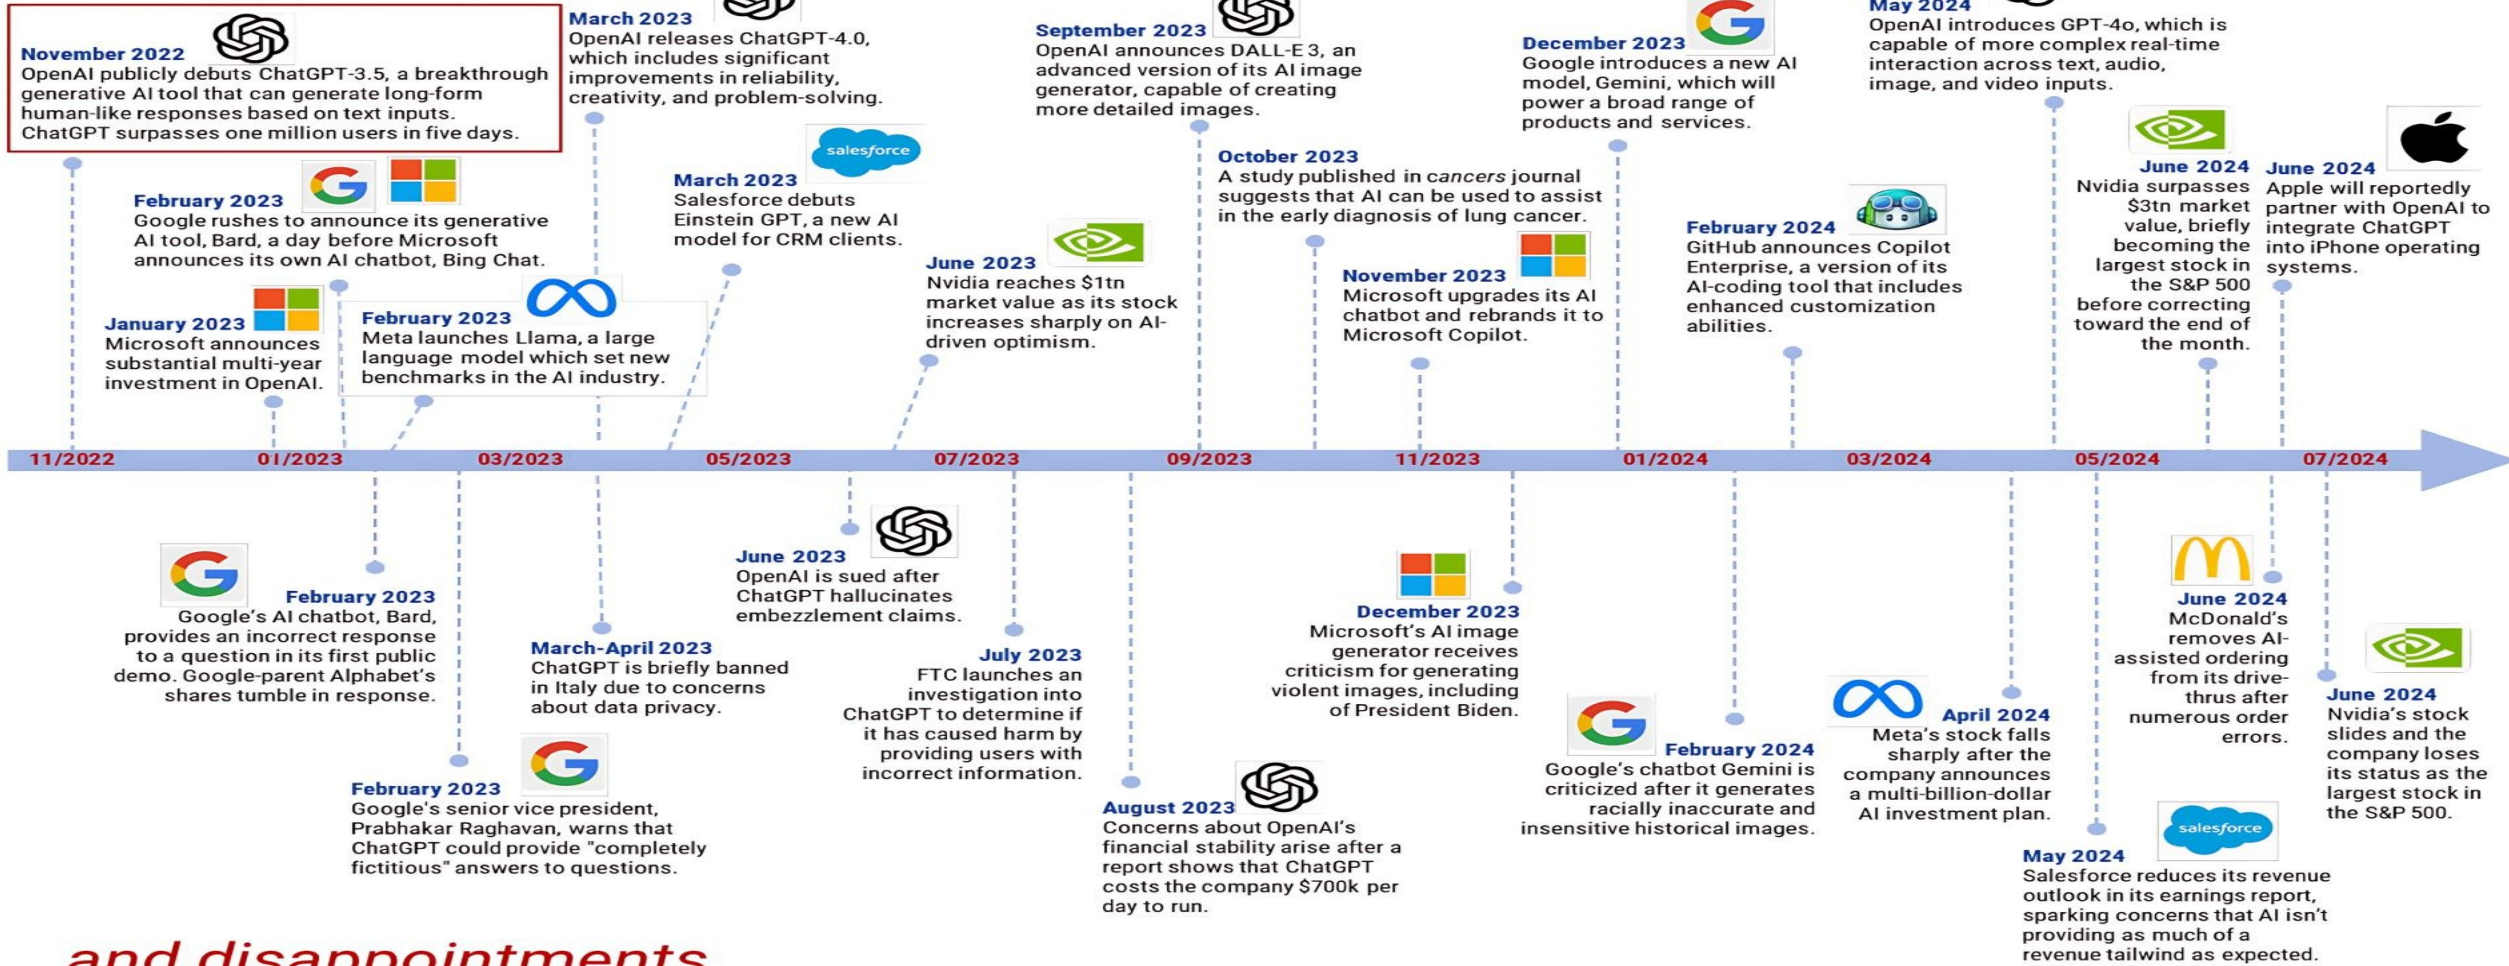 November 2022
OpenAI publicly debuts ChatGPT-3.5, a breakthrough
generative AI tool that can generate long-form
human-like responses based on text inputs.
ChatGPT surpasses one million users in five days.
March 2023
OpenAI releases ChatGPT-4.0,
which includes significant
improvements in reliability,
creativity, and problem-solving.
September 2023
OpenAI announces DALL-E 3, an
advanced version of its AI image
generator, capable of creating
more detailed images.
December 2023
Google introduces a new AI
model, Gemini, which will
power a broad range of
products and services.
May 2024
OpenAI introduces GPT-4o, which is
capable of more complex real-time
interaction across text, audio,
image, and video inputs.
February 2023
Google rushes to announce its generative
AI tool, Bard, a day before Microsoft
announces its own AI chatbot, Bing Chat.
salesforce
March 2023
Salesforce debuts
Einstein GPT, a new AI
model for CRM clients.
October 2023
A study published in cancers journal
suggests that AI can be used to assist
in the early diagnosis of lung cancer.
June 2024
Nvidia surpasses
$3tn market
value, briefly
becoming the
largest stock in
the S&P 500
before correcting
toward the end of
the month.
June 2024
Apple will reportedly
partner with OpenAI to
integrate ChatGPT
into iPhone operating
systems.
January 2023
Microsoft announces
substantial multi-year
investment in OpenAI.
February 2023
Meta launches Llama, a large
language model which set new
benchmarks in the AI industry.
June 2023
Nvidia reaches $1tn
market value as its stock
increases sharply on AI-
driven optimism.
November 2023
Microsoft upgrades its AI
chatbot and rebrands it to
Microsoft Copilot.
February 2024
GitHub announces Copilot
Enterprise, a version of its
AI-coding tool that includes
enhanced customization
abilities.
11/2022
01/2023
03/2023
05/2023
07/2023
09/2023
11/2023
01/2024
03/2024
05/2024
07/2024
February 2023
Google's AI chatbot, Bard,
provides an incorrect response
to a question in its first public
demo. Google-parent Alphabet's
shares tumble in response.
February 2023
Google's senior vice president,
Prabhakar Raghavan, warns that
ChatGPT could provide "completely
fictitious" answers to questions.
March-April 2023
ChatGPT is briefly banned
in Italy due to concerns
about data privacy.
June 2023
OpenAI is sued after
ChatGPT hallucinates
embezzlement claims.
July 2023
FTC launches an
investigation into
ChatGPT to determine if
it has caused harm by
providing users with
incorrect information.
August 2023
Concerns about OpenAI's
financial stability arise after a
report shows that ChatGPT
costs the company $700k per
day to run.
December 2023
Microsoft's AI image
generator receives
criticism for generating
violent images, including
of President Biden.
February 2024
Google's chatbot Gemini is
criticized after it generates
racially inaccurate and
insensitive historical images.
April 2024
Meta's stock falls
sharply after the
company announces
a multi-billion-dollar
AI investment plan.
salesforce
May 2024
Salesforce reduces its revenue
outlook in its earnings report,
sparking concerns that AI isn't
providing as much of a
revenue tailwind as expected.
June 2024
McDonald's
removes AI-
assisted ordering
from its drive-
thrus after
numerous order
errors.
June 2024
Nvidia's stock
slides and the
company loses
its status as the
largest stock in
the S&P 500.
and disappointments